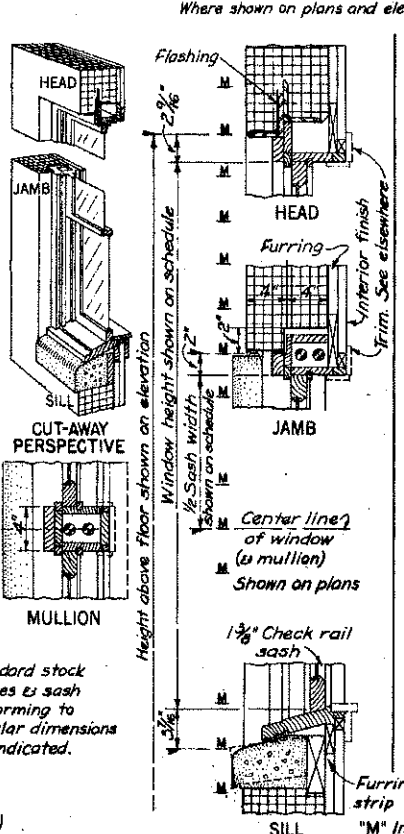 Where shown on plans and ele
HEAD
JAMB
SILL
CUT-AWAY
PERSPECTIVE
4"
MULLION
dard stock
es & sash
orming to
lar dimensions
ndicated.
Height above floor shown on elevation
Window height shown on schedule
2 9/16"
2"
1/2 Sash width
shown on schedule
3 7/16"
Flashing
M
M
HEAD
M
M
Furring
M
4"
4"
M
2"
M
M
JAMB
Interior finish
Trim. See elsewhere
M
M
Center line
of window
(& mullion)
M
Shown on plans
1 3/8" Check rail
sash
M
M
M
Furrin
strip
SILL
"M" In